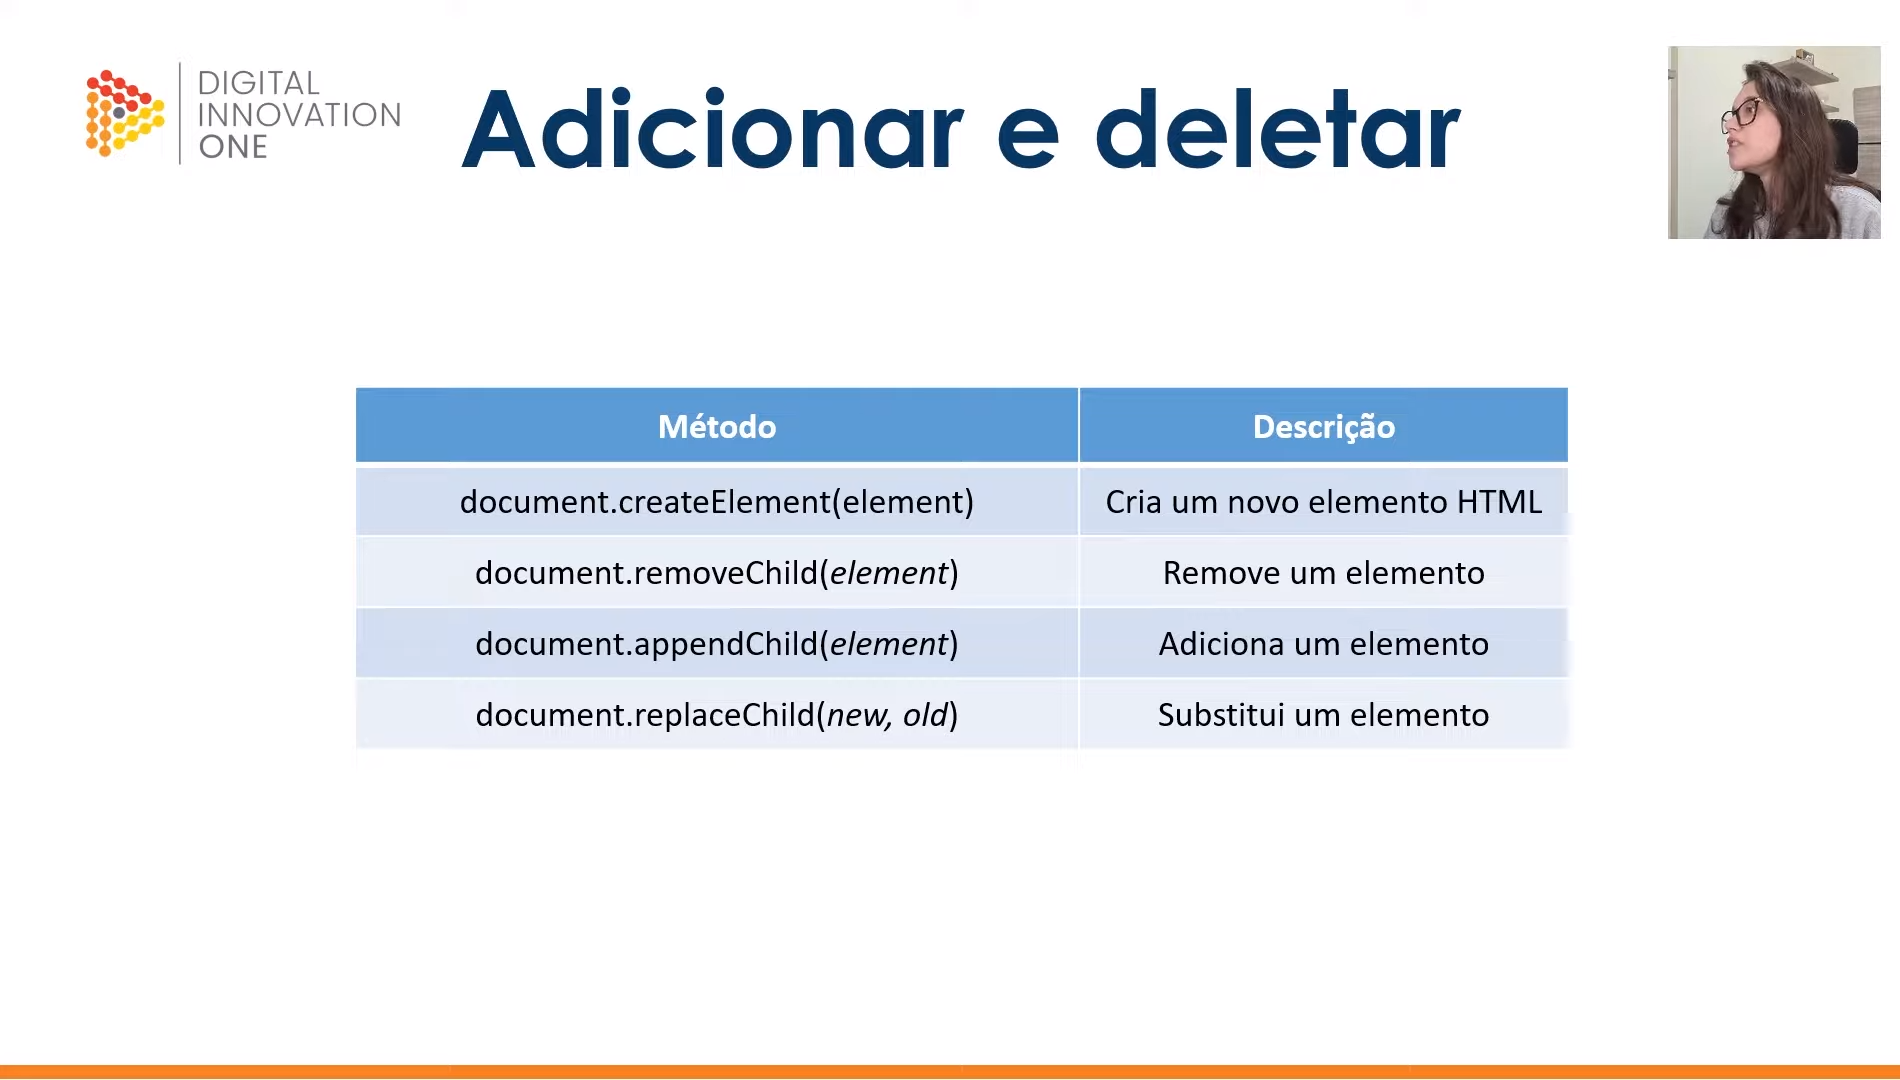 DIGITAL
INNOVATION
ONE
Adicionar e deletar
Método Descrição
document.createElement(element) Cria um novo elemento HTML
document.removeChild(element) Remove um elemento
document.appendChild(element) Adiciona um elemento
document.replaceChild(new, old) Substitui um elemento